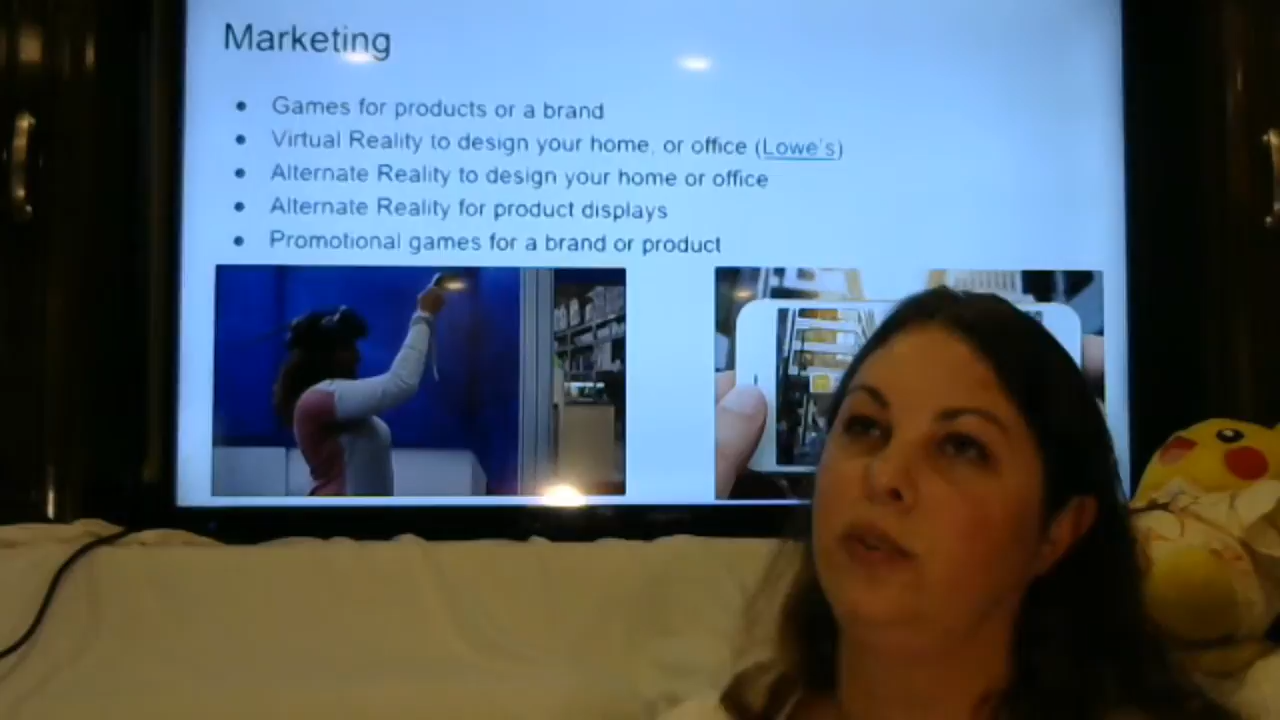 Marketing
Games for products or a brand
Virtual Reality to design your home, or office (Lowe's)
Alternate Reality to design your home or office
Alternate Reality for product displays
Promotional games for a brand or product